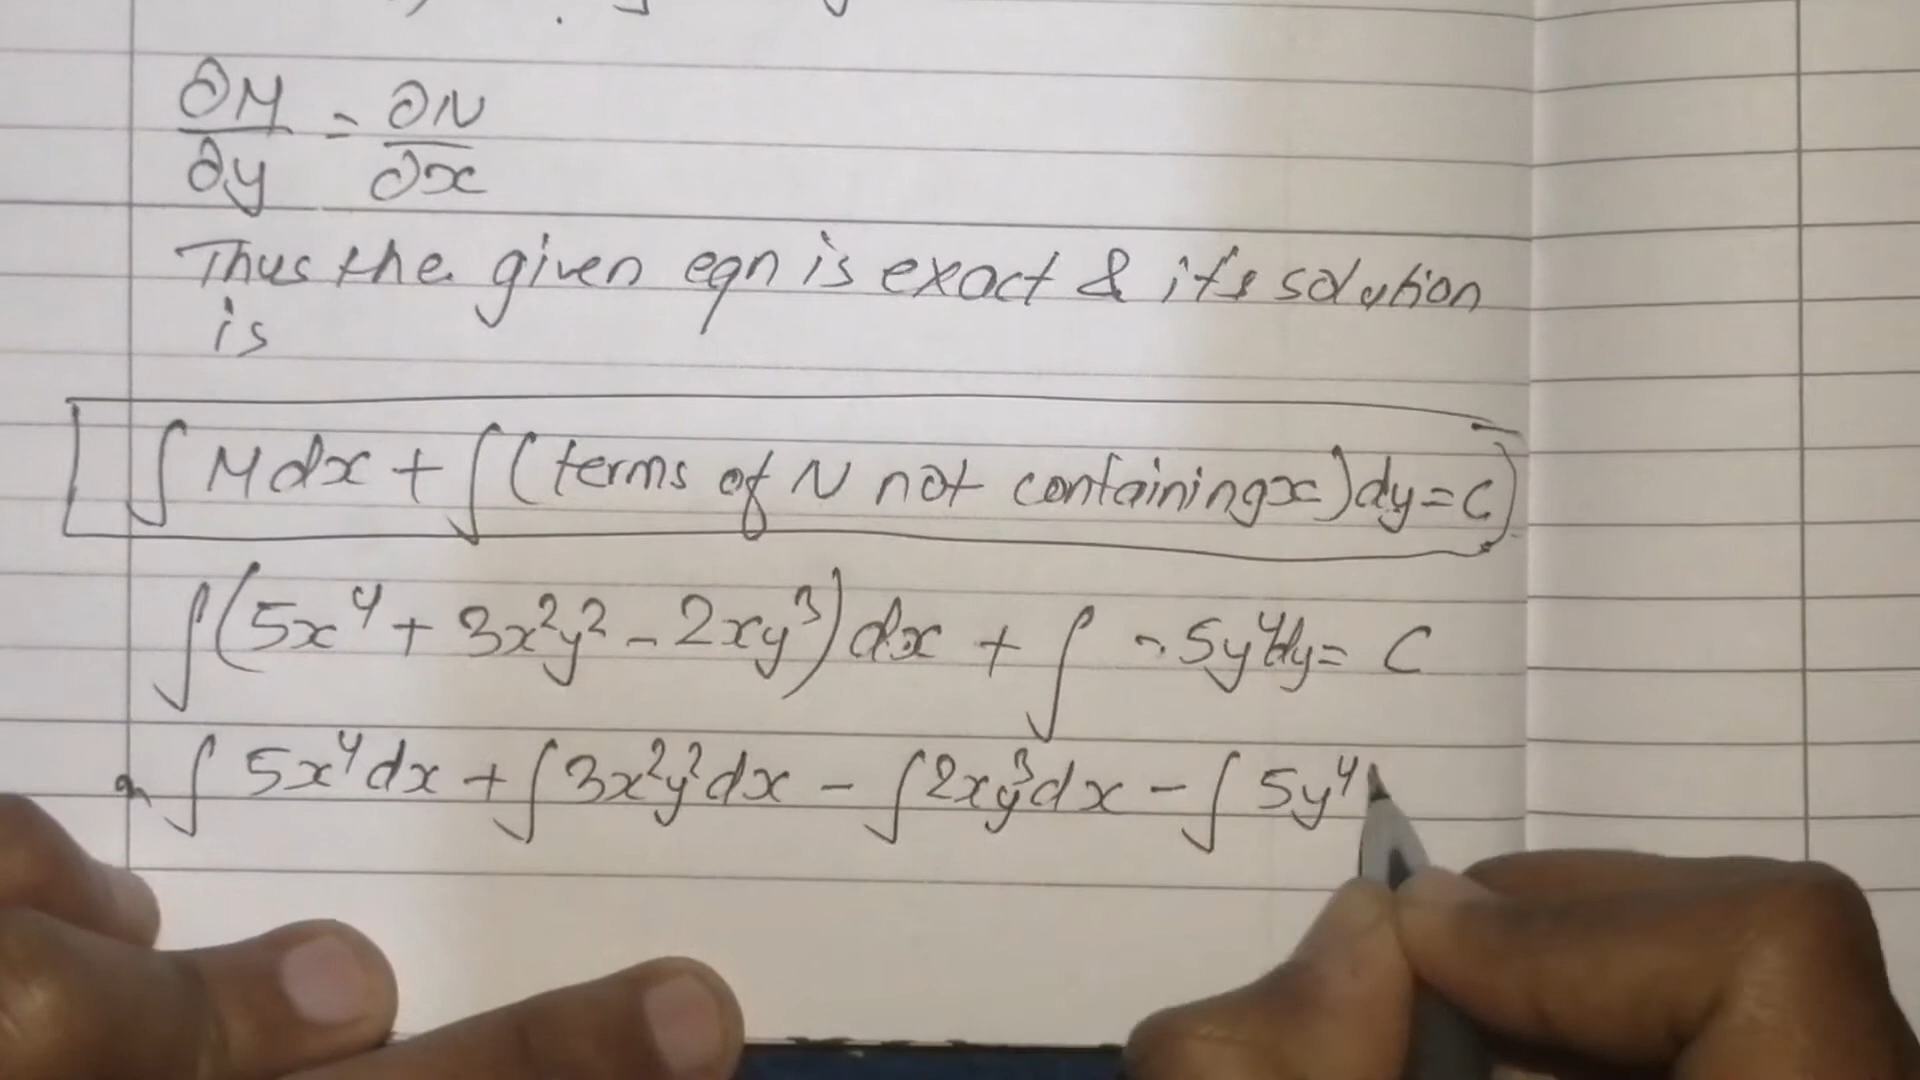 ∂M/∂y = ∂N/∂x
Thus the given eqn is exact & its solution
is
∫ M dx + ∫ (terms of N not containing x) dy = C
∫ (5x⁴ + 3x²y² - 2xy³) dx + ∫ - 5y⁴ dy = C
∫ 5x⁴ dx + ∫ 3x²y² dx - ∫ 2xy³ dx - ∫ 5y⁴